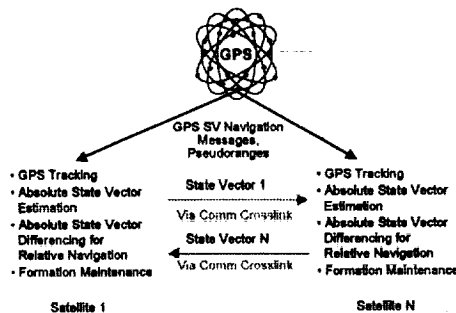 GPS
GPS SV Navigation
Messages,
Pseudoranges
• GPS Tracking
• Absolute State Vector
Estimation
• Absolute State Vector
Differencing for
Relative Navigation
• Formation Maintenance
Satellite 1
State Vector 1
Via Comm Crosslink
State Vector N
Via Comm Crosslink
• GPS Tracking
• Absolute State Vector
Estimation
• Absolute State Vector
Differencing for
Relative Navigation
• Formation Maintenance
Satellite N